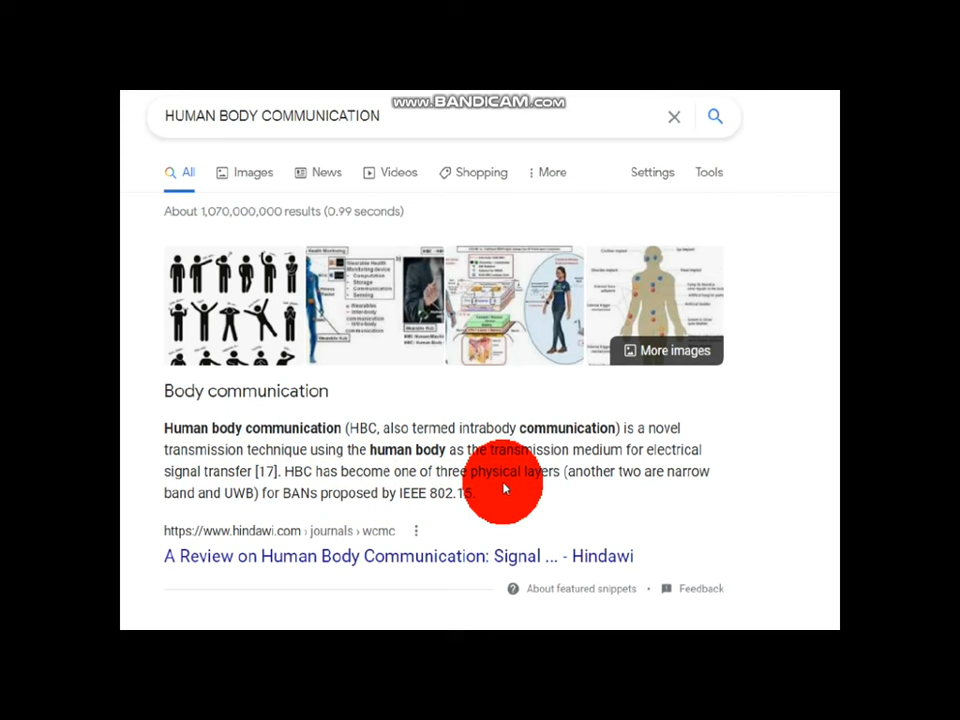 www.BANDICAM.com
HUMAN BODY COMMUNICATION
All Images News Videos Shopping More Settings Tools
About 1,070,000,000 results (0.99 seconds)
More images
Body communication
Human body communication (HBC, also termed intrabody communication) is a novel
transmission technique using the human body as the transmission medium for electrical
signal transfer [17]. HBC has become one of three physical layers (another two are narrow
band and UWB) for BANs proposed by IEEE 802.15.
https://www.hindawi.com › journals › wcmc
A Review on Human Body Communication: Signal ... - Hindawi
About featured snippets • Feedback